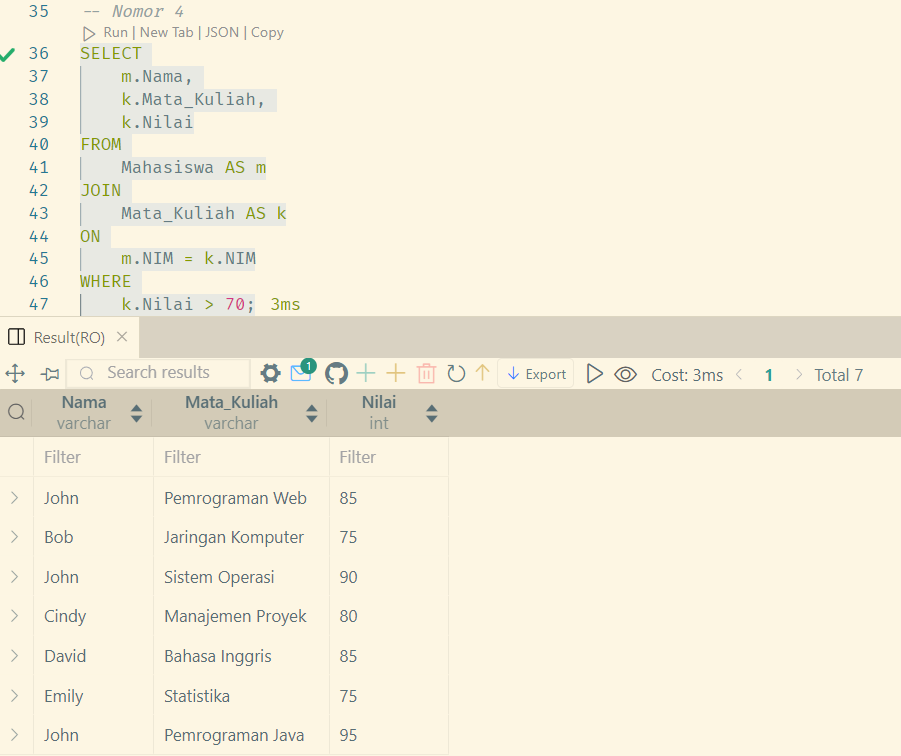 35 -- Nomor 4
Run | New Tab | JSON | Copy
36 SELECT
37 m.Nama,
38 k.Mata_Kuliah,
39 k.Nilai
40 FROM
41 Mahasiswa AS m
42 JOIN
43 Mata_Kuliah AS k
44 ON
45 m.NIM = k.NIM
46 WHERE
47 k.Nilai > 70; 3ms
Result(RO)
Search results 1 Export Cost: 3ms 1 Total 7
Nama Mata_Kuliah Nilai
varchar varchar int
Filter Filter Filter
John Pemrograman Web 85
Bob Jaringan Komputer 75
John Sistem Operasi 90
Cindy Manajemen Proyek 80
David Bahasa Inggris 85
Emily Statistika 75
John Pemrograman Java 95